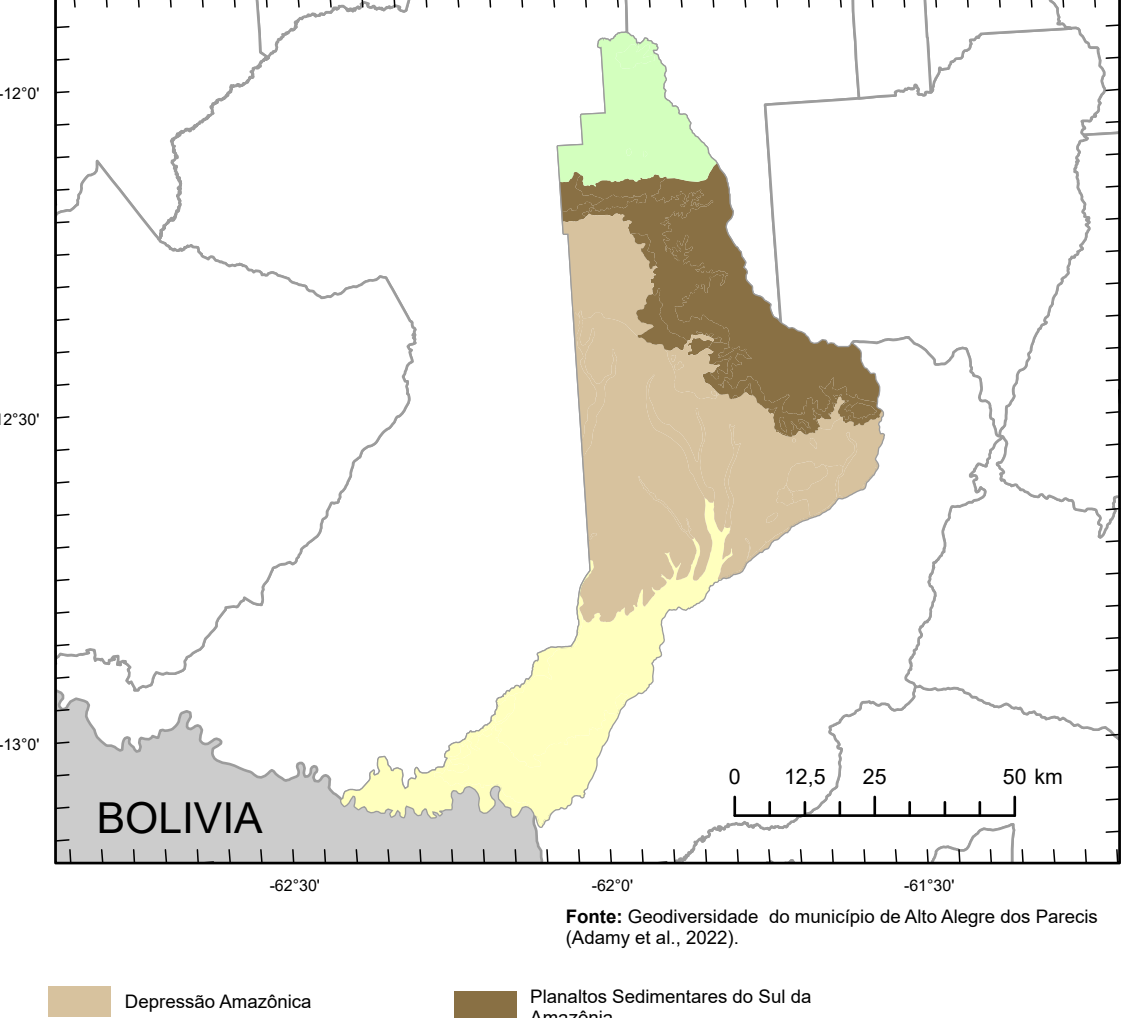 -12°0'
12°30'
-13°0'
BOLIVIA
0 12,5 25 50 km
-62°30' -62°0' -61°30'
Fonte: Geodiversidade do município de Alto Alegre dos Parecis
(Adamy et al., 2022).
Depressão Amazônica
Planaltos Sedimentares do Sul da
Amazônia